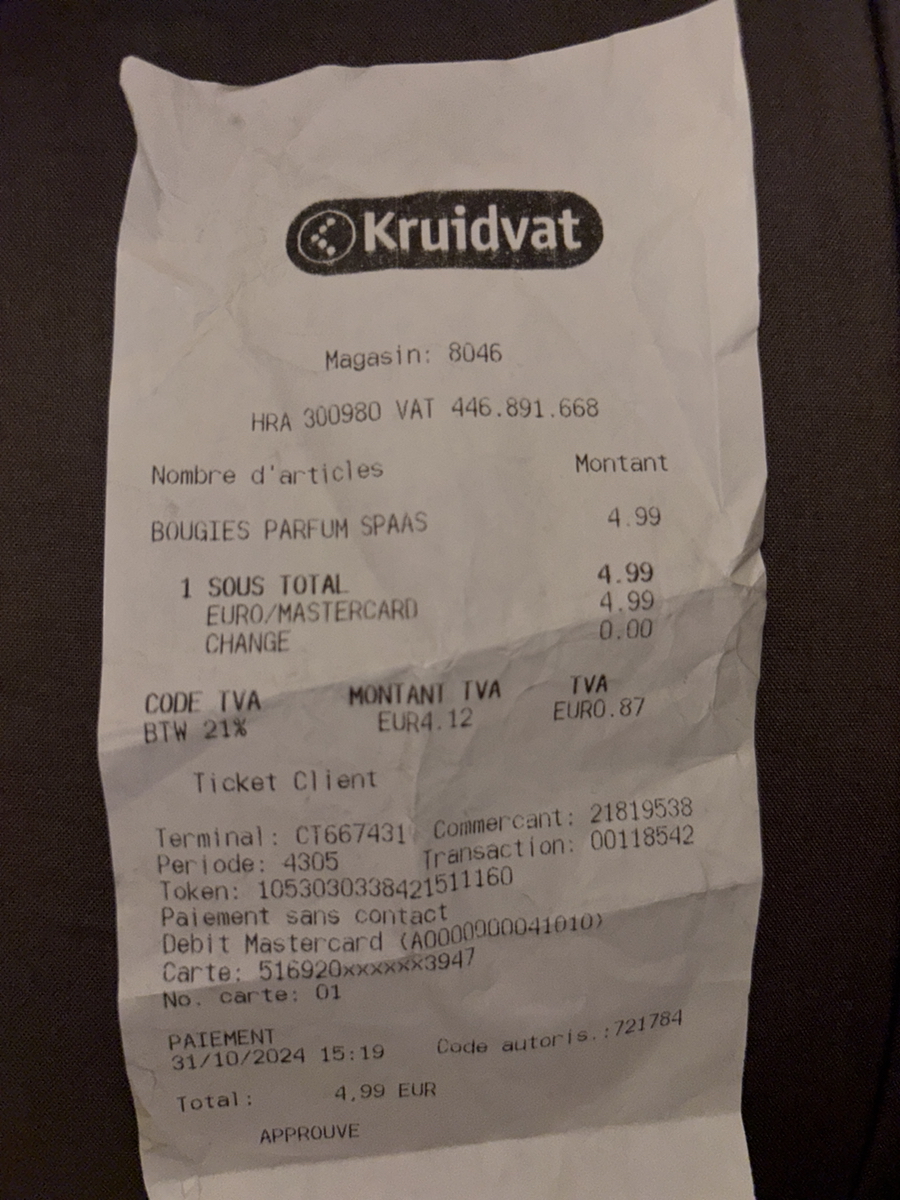 Kruidvat
Magasin: 8046
HRA 300980 VAT 446.891.668
Nombre d'articles Montant
BOUGIES PARFUM SPAAS 4.99
1 SOUS TOTAL 4.99
EURO/MASTERCARD 4.99
CHANGE 0.00
CODE TVA MONTANT TVA TVA
BTW 21% EUR4.12 EUR0.87
Ticket Client
Terminal: CT667431 Commercant: 21819538
Periode: 4305 Transaction: 00118542
Token: 1053030338421511160
Paiement sans contact
Debit Mastercard (A0000000041010)
Carte: 516920xxxxxx3947
No. carte: 01
PAIEMENT
31/10/2024 15:19 Code autoris.:721784
Total: 4,99 EUR
APPROUVE